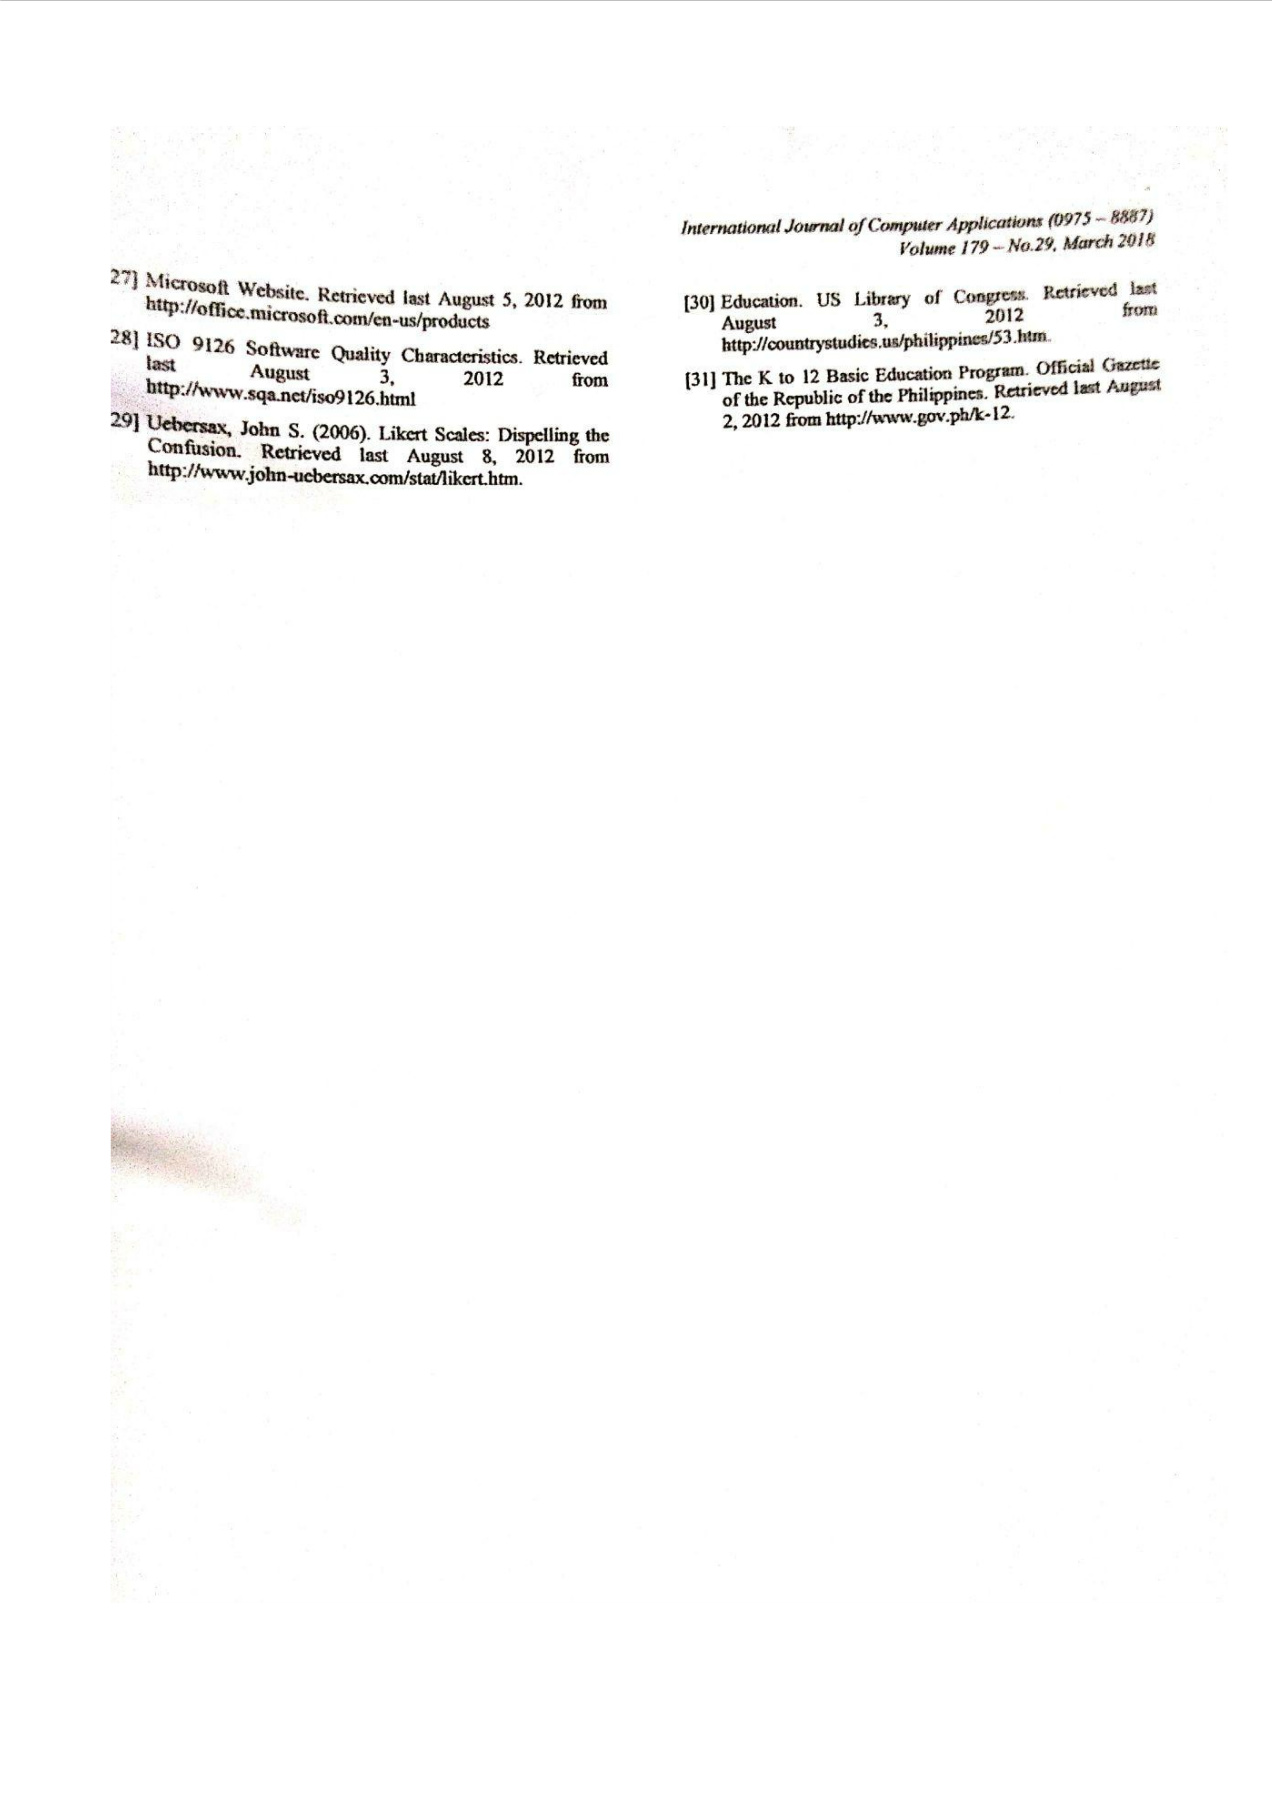 International Journal of Computer Applications (0975 – 8887)
Volume 179 – No.29, March 2018
27] Microsoft Website. Retrieved last August 5, 2012 from
http://office.microsoft.com/en-us/products
28] ISO 9126 Software Quality Characteristics. Retrieved
last August 3, 2012 from
http://www.sqa.net/iso9126.html
29] Uebersax, John S. (2006). Likert Scales: Dispelling the
Confusion. Retrieved last August 8, 2012 from
http://www.john-uebersax.com/stat/likert.htm.
[30] Education. US Library of Congress. Retrieved last
August 3, 2012 from
http://countrystudies.us/philippines/53.htm.
[31] The K to 12 Basic Education Program. Official Gazette
of the Republic of the Philippines. Retrieved last August
2, 2012 from http://www.gov.ph/k-12.